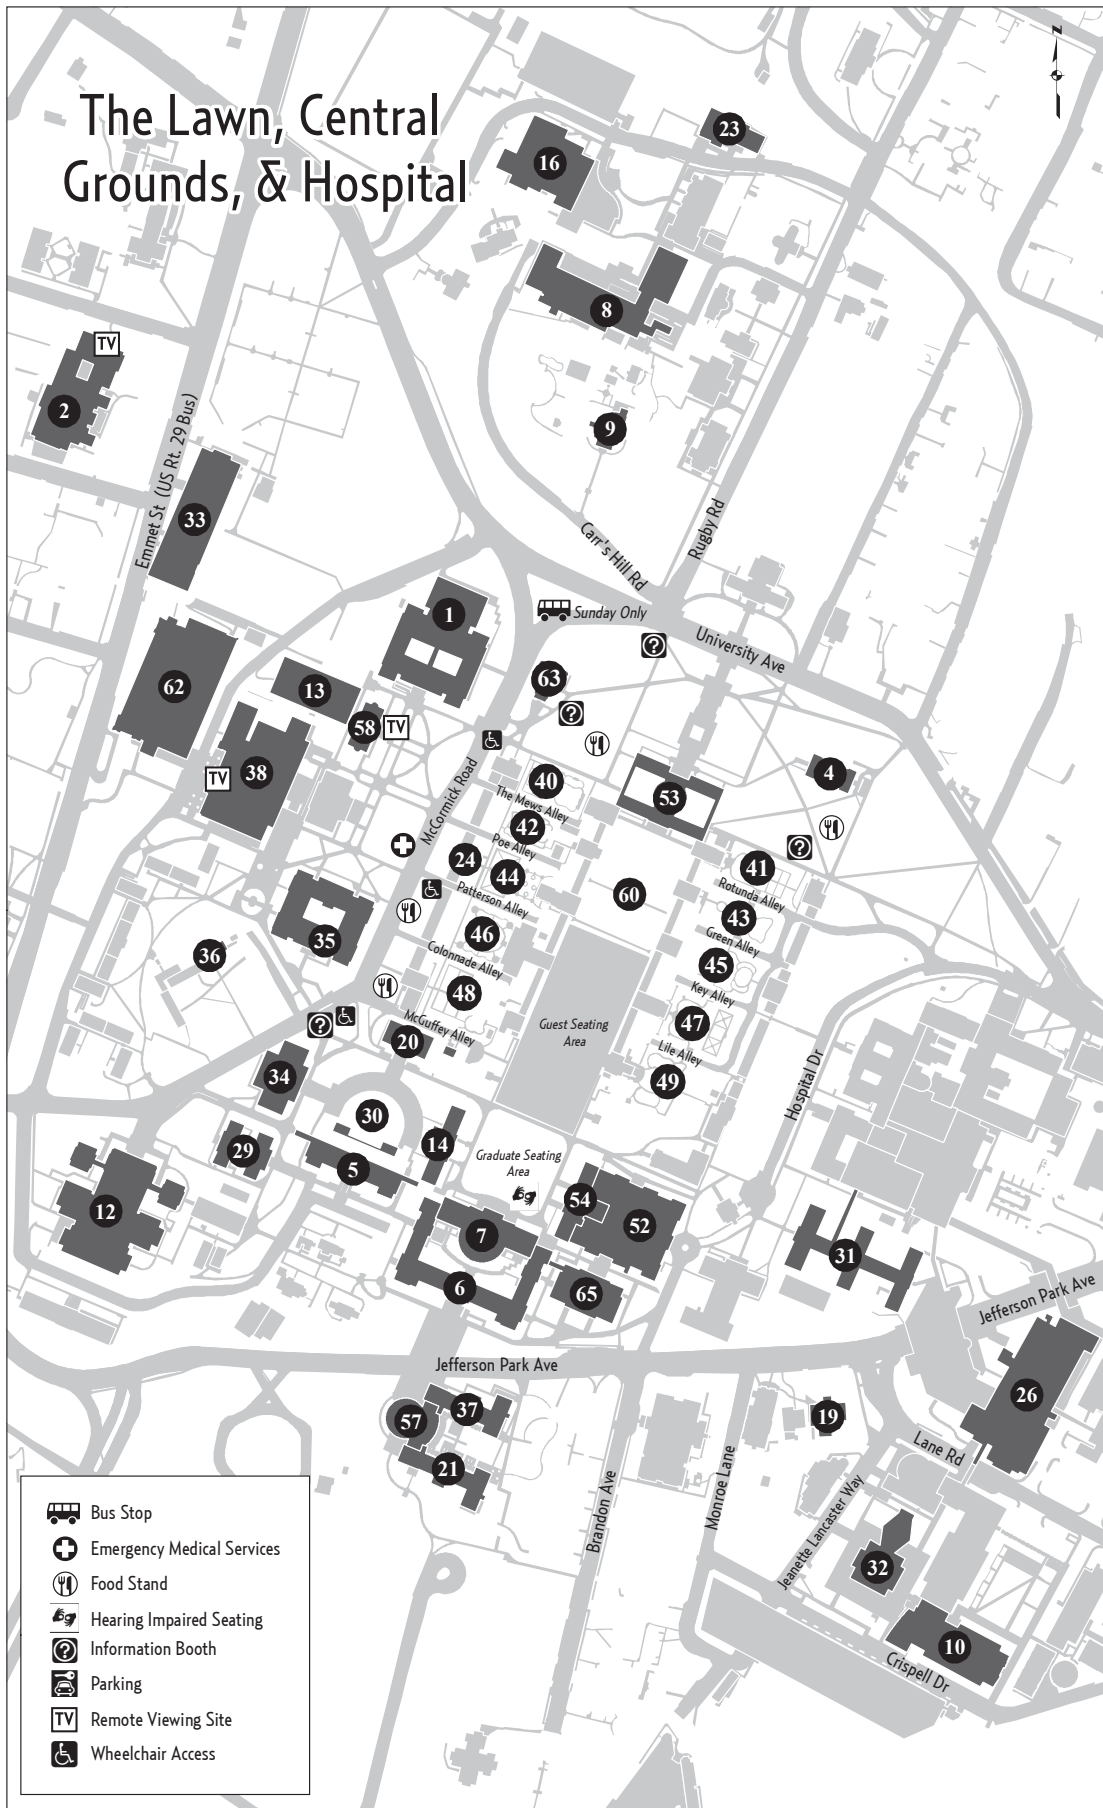 The Lawn, Central
Grounds, & Hospital
N
23
16
8
TV
2
9
Emmet St (US Rt. 29 Bus)
33
Carr's Hill Rd
Rugby Rd
1
Sunday Only
?
University Ave
62
13
63
58
TV
?
38
TV
40
53
4
McCormick Road
The Mews Alley
42
Poe Alley
?
24
44
41
Patterson Alley
60
Rotunda Alley
43
35
46
Green Alley
36
Colonnade Alley
45
48
Key Alley
?
McGuffey Alley
Guest Seating
Area
47
20
Lile Alley
34
49
Hospital Dr
30
29
14
5
Graduate Seating
Area
12
54
52
7
31
6
65
Jefferson Park Ave
Jefferson Park Ave
26
37
57
19
21
Lane Rd
Brandon Ave
Monroe Lane
Jeanette Lancaster Way
32
10
Crispell Dr
Bus Stop
Emergency Medical Services
Food Stand
Hearing Impaired Seating
? Information Booth
Parking
TV Remote Viewing Site
Wheelchair Access